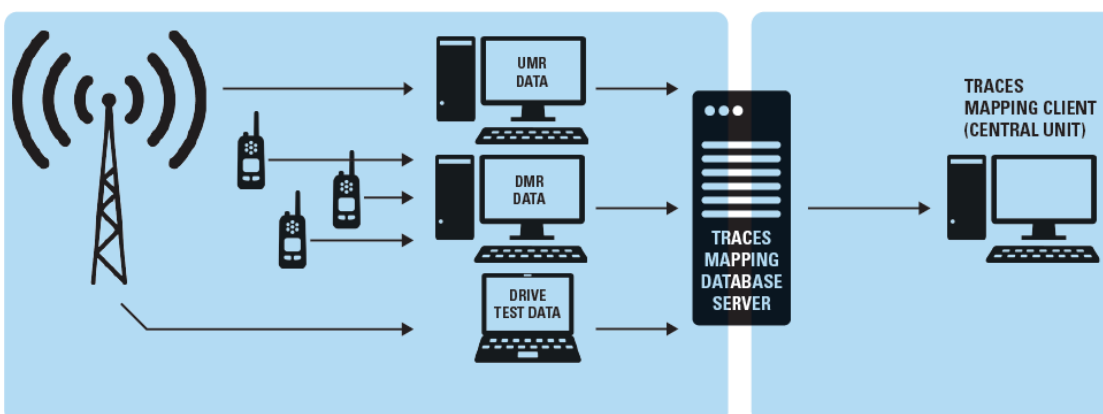 UMR
DATA
DMR
DATA
DRIVE
TEST DATA
TRACES
MAPPING
DATABASE
SERVER
TRACES
MAPPING CLIENT
(CENTRAL UNIT)